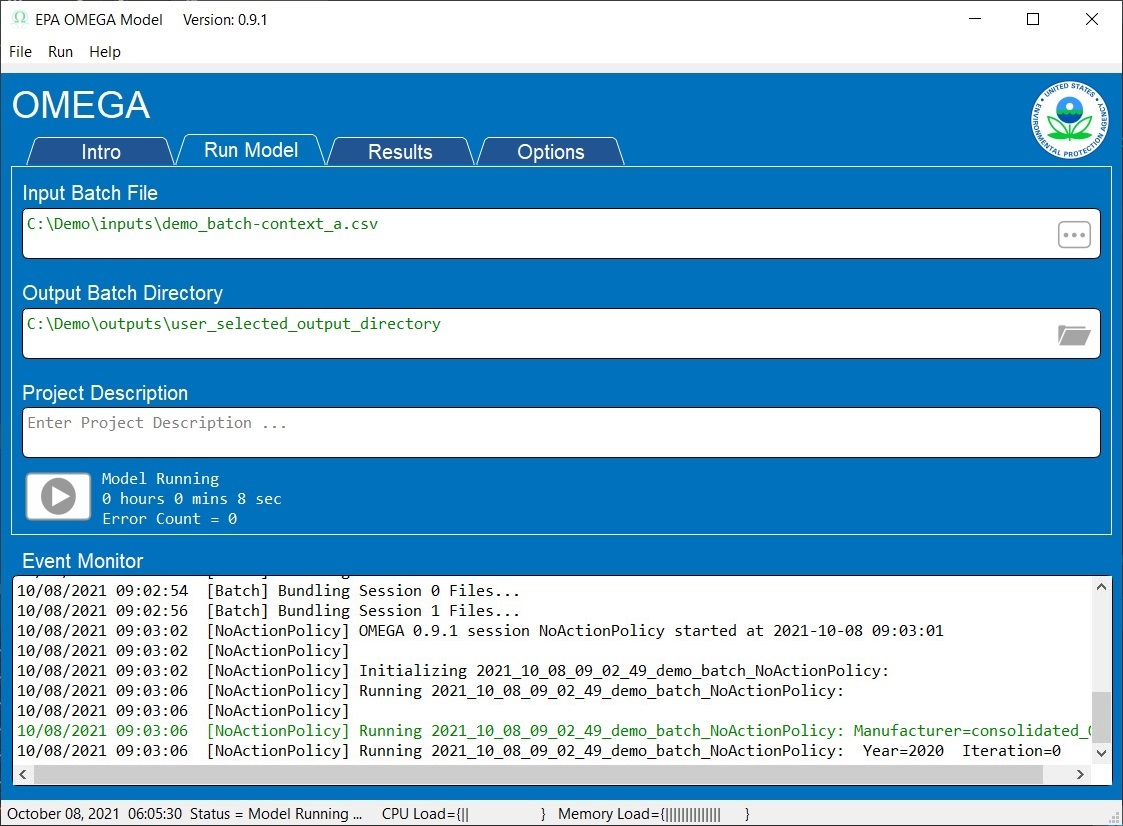 EPA OMEGA Model Version: 0.9.1
File Run Help
OMEGA
UNITED STATES ENVIRONMENTAL PROTECTION AGENCY
Intro Run Model Results Options
Input Batch File
C:\Demo\inputs\demo_batch-context_a.csv
Output Batch Directory
C:\Demo\outputs\user_selected_output_directory
Project Description
Enter Project Description ...
Model Running
0 hours 0 mins 8 sec
Error Count = 0
Event Monitor
10/08/2021 09:02:54 [Batch] Bundling Session 0 Files...
10/08/2021 09:02:56 [Batch] Bundling Session 1 Files...
10/08/2021 09:03:02 [NoActionPolicy] OMEGA 0.9.1 session NoActionPolicy started at 2021-10-08 09:03:01
10/08/2021 09:03:02 [NoActionPolicy]
10/08/2021 09:03:02 [NoActionPolicy] Initializing 2021_10_08_09_02_49_demo_batch_NoActionPolicy:
10/08/2021 09:03:06 [NoActionPolicy] Running 2021_10_08_09_02_49_demo_batch_NoActionPolicy:
10/08/2021 09:03:06 [NoActionPolicy]
10/08/2021 09:03:06 [NoActionPolicy] Running 2021_10_08_09_02_49_demo_batch_NoActionPolicy: Manufacturer=consolidated_
10/08/2021 09:03:06 [NoActionPolicy] Running 2021_10_08_09_02_49_demo_batch_NoActionPolicy: Year=2020 Iteration=0
October 08, 2021 06:05:30 Status = Model Running ... CPU Load={|| } Memory Load={|||||||||||||| }